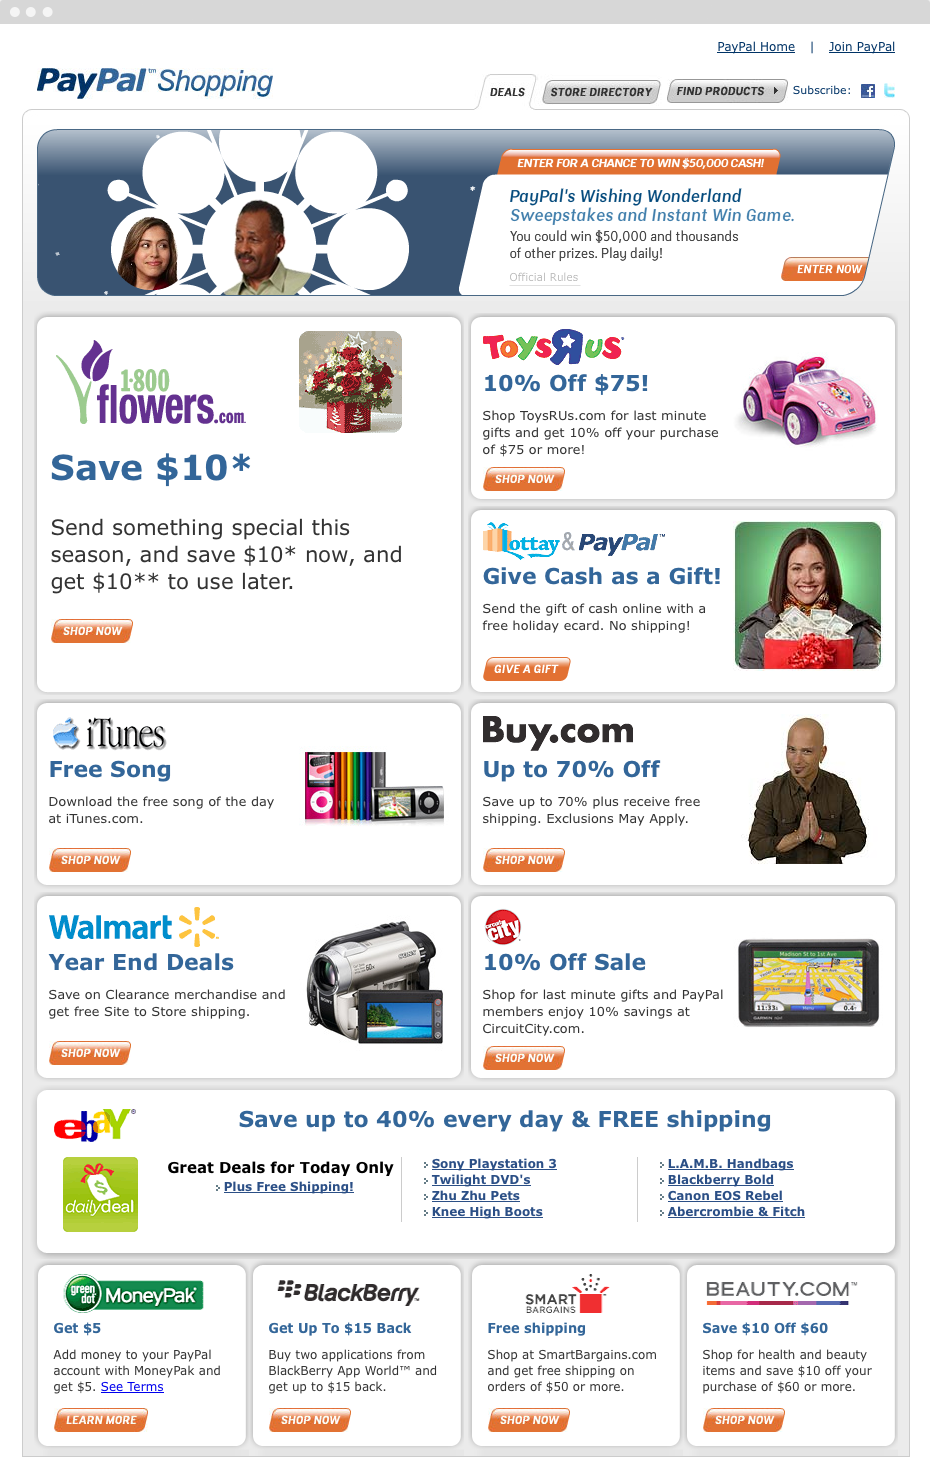 PayPal Home | Join PayPal
PayPal™ Shopping
DEALS
STORE DIRECTORY
FIND PRODUCTS
Subscribe:
ENTER FOR A CHANCE TO WIN $50,000 CASH!
PayPal's Wishing Wonderland
Sweepstakes and Instant Win Game.
You could win $50,000 and thousands
of other prizes. Play daily!
Official Rules
ENTER NOW
1·800
flowers.com
Save $10*
Send something special this
season, and save $10* now, and
get $10** to use later.
SHOP NOW
ToysRus
10% Off $75!
Shop ToysRUs.com for last minute
gifts and get 10% off your purchase
of $75 or more!
SHOP NOW
lottay & PayPal™
Give Cash as a Gift!
Send the gift of cash online with a
free holiday ecard. No shipping!
GIVE A GIFT
iTunes
Free Song
Download the free song of the day
at iTunes.com.
SHOP NOW
Buy.com
Up to 70% Off
Save up to 70% plus receive free
shipping. Exclusions May Apply.
SHOP NOW
Walmart
Year End Deals
Save on Clearance merchandise and
get free Site to Store shipping.
SHOP NOW
SONY
circuit
city
10% Off Sale
Shop for last minute gifts and PayPal
members enjoy 10% savings at
CircuitCity.com.
SHOP NOW
Madison St to 1st Ave
11:33
Menu
0.4
GARMIN
ebay®
Save up to 40% every day & FREE shipping
dailydeal
Great Deals for Today Only
Plus Free Shipping!
Sony Playstation 3
Twilight DVD's
Zhu Zhu Pets
Knee High Boots
L.A.M.B. Handbags
Blackberry Bold
Canon EOS Rebel
Abercrombie & Fitch
green
dot
MoneyPak
Get $5
Add money to your PayPal
account with MoneyPak and
get $5. See Terms
LEARN MORE
BlackBerry
Get Up To $15 Back
Buy two applications from
BlackBerry App World™ and
get up to $15 back.
SHOP NOW
SMART
BARGAINS
Free shipping
Shop at SmartBargains.com
and get free shipping on
orders of $50 or more.
SHOP NOW
BEAUTY.COM™
Save $10 Off $60
Shop for health and beauty
items and save $10 off your
purchase of $60 or more.
SHOP NOW